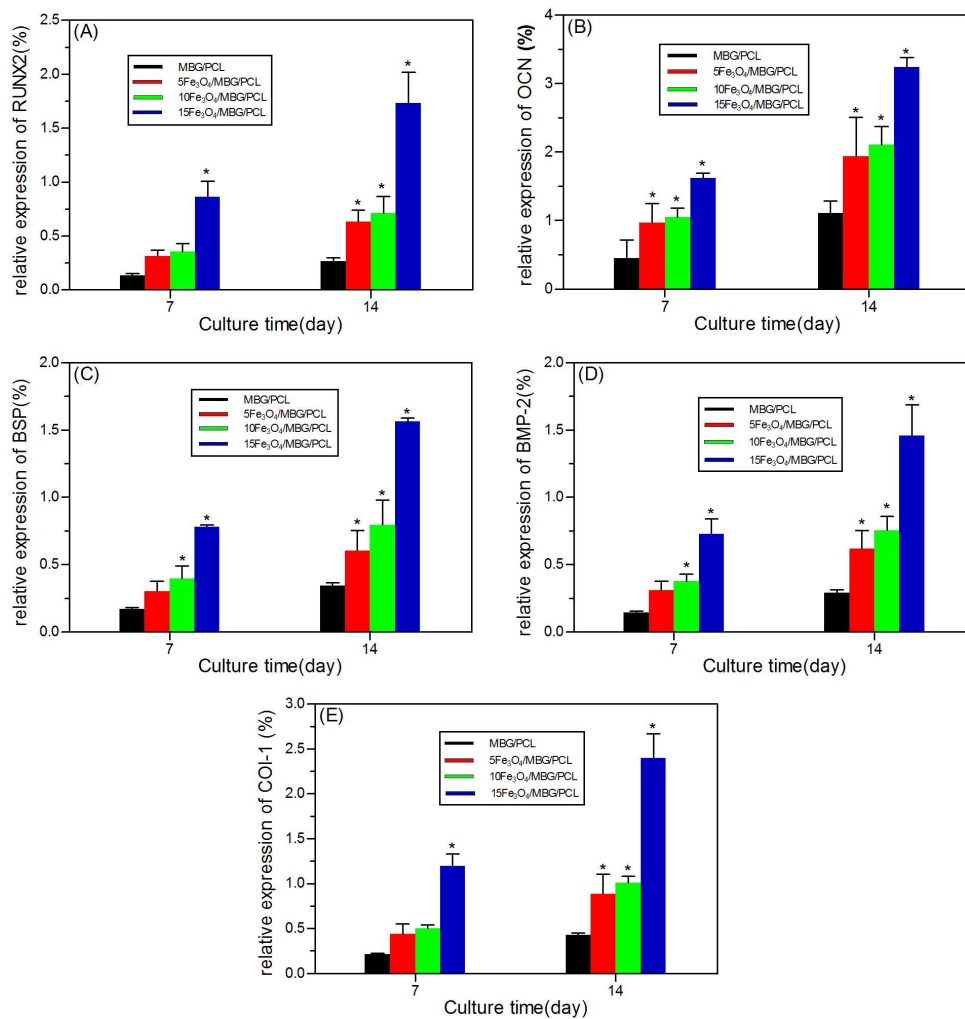 (A)
relative expression of RUNX2(%)
2.5
2.0
1.5
1.0
0.5
0.0
MBG/PCL
5Fe₃O₄/MBG/PCL
10Fe₃O₄/MBG/PCL
15Fe₃O₄/MBG/PCL
*
*
*
*
7
14
Culture time(day)
(B)
relative expression of OCN (%)
4
3
2
1
0
MBG/PCL
5Fe₃O₄/MBG/PCL
10Fe₃O₄/MBG/PCL
15Fe₃O₄/MBG/PCL
*
*
*
*
*
*
7
14
Culture time(day)
(C)
relative expression of BSP(%)
2.0
1.5
1.0
0.5
0.0
MBG/PCL
5Fe₃O₄/MBG/PCL
10Fe₃O₄/MBG/PCL
15Fe₃O₄/MBG/PCL
*
*
*
*
*
7
14
Culture time(day)
(D)
relative expression of BMP-2(%)
2.0
1.5
1.0
0.5
0.0
MBG/PCL
5Fe₃O₄/MBG/PCL
10Fe₃O₄/MBG/PCL
15Fe₃O₄/MBG/PCL
*
*
*
*
*
7
14
Culture time(day)
(E)
relative expression of COI-1 (%)
3.0
2.5
2.0
1.5
1.0
0.5
0.0
MBG/PCL
5Fe₃O₄/MBG/PCL
10Fe₃O₄/MBG/PCL
15Fe₃O₄/MBG/PCL
*
*
*
*
7
14
Culture time(day)